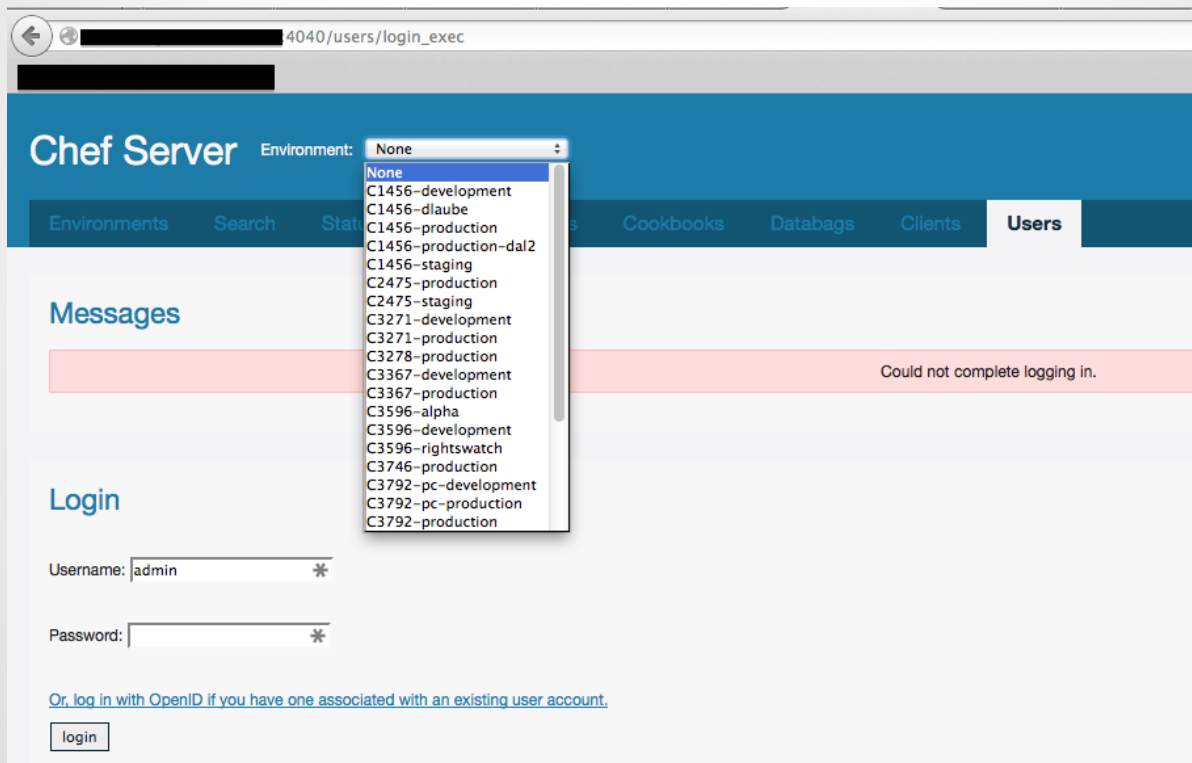 :4040/users/login_exec
Chef Server Environment: None
None
C1456-development
C1456-dlaube
C1456-production
C1456-production-dal2
C1456-staging
C2475-production
C2475-staging
C3271-development
C3271-production
C3278-production
C3367-development
C3367-production
C3596-alpha
C3596-development
C3596-rightswatch
C3746-production
C3792-pc-development
C3792-pc-production
C3792-production
Environments Search Cookbooks Databags Clients Users
Messages
Could not complete logging in.
Login
Username: admin
Password:
Or, log in with OpenID if you have one associated with an existing user account.
login